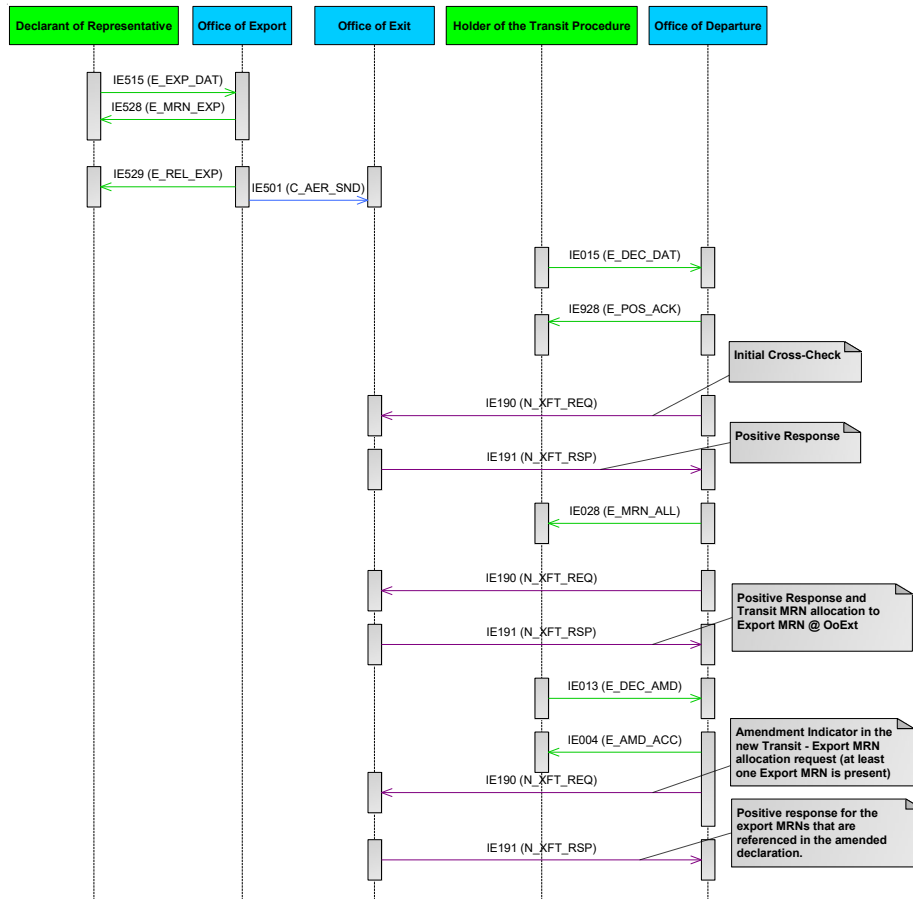 Declarant of Representative
Office of Export
Office of Exit
Holder of the Transit Procedure
Office of Departure
IE515 (E_EXP_DAT)
IE528 (E_MRN_EXP)
IE529 (E_REL_EXP)
IE501 (C_AER_SND)
IE015 (E_DEC_DAT)
IE928 (E_POS_ACK)
Initial Cross-Check
IE190 (N_XFT_REQ)
Positive Response
IE191 (N_XFT_RSP)
IE028 (E_MRN_ALL)
IE190 (N_XFT_REQ)
Positive Response and
Transit MRN allocation to
Export MRN @ OoExt
IE191 (N_XFT_RSP)
IE013 (E_DEC_AMD)
IE004 (E_AMD_ACC)
Amendment Indicator in the
new Transit - Export MRN
allocation request (at least
one Export MRN is present)
IE190 (N_XFT_REQ)
Positive response for the
export MRNs that are
referenced in the amended
declaration.
IE191 (N_XFT_RSP)